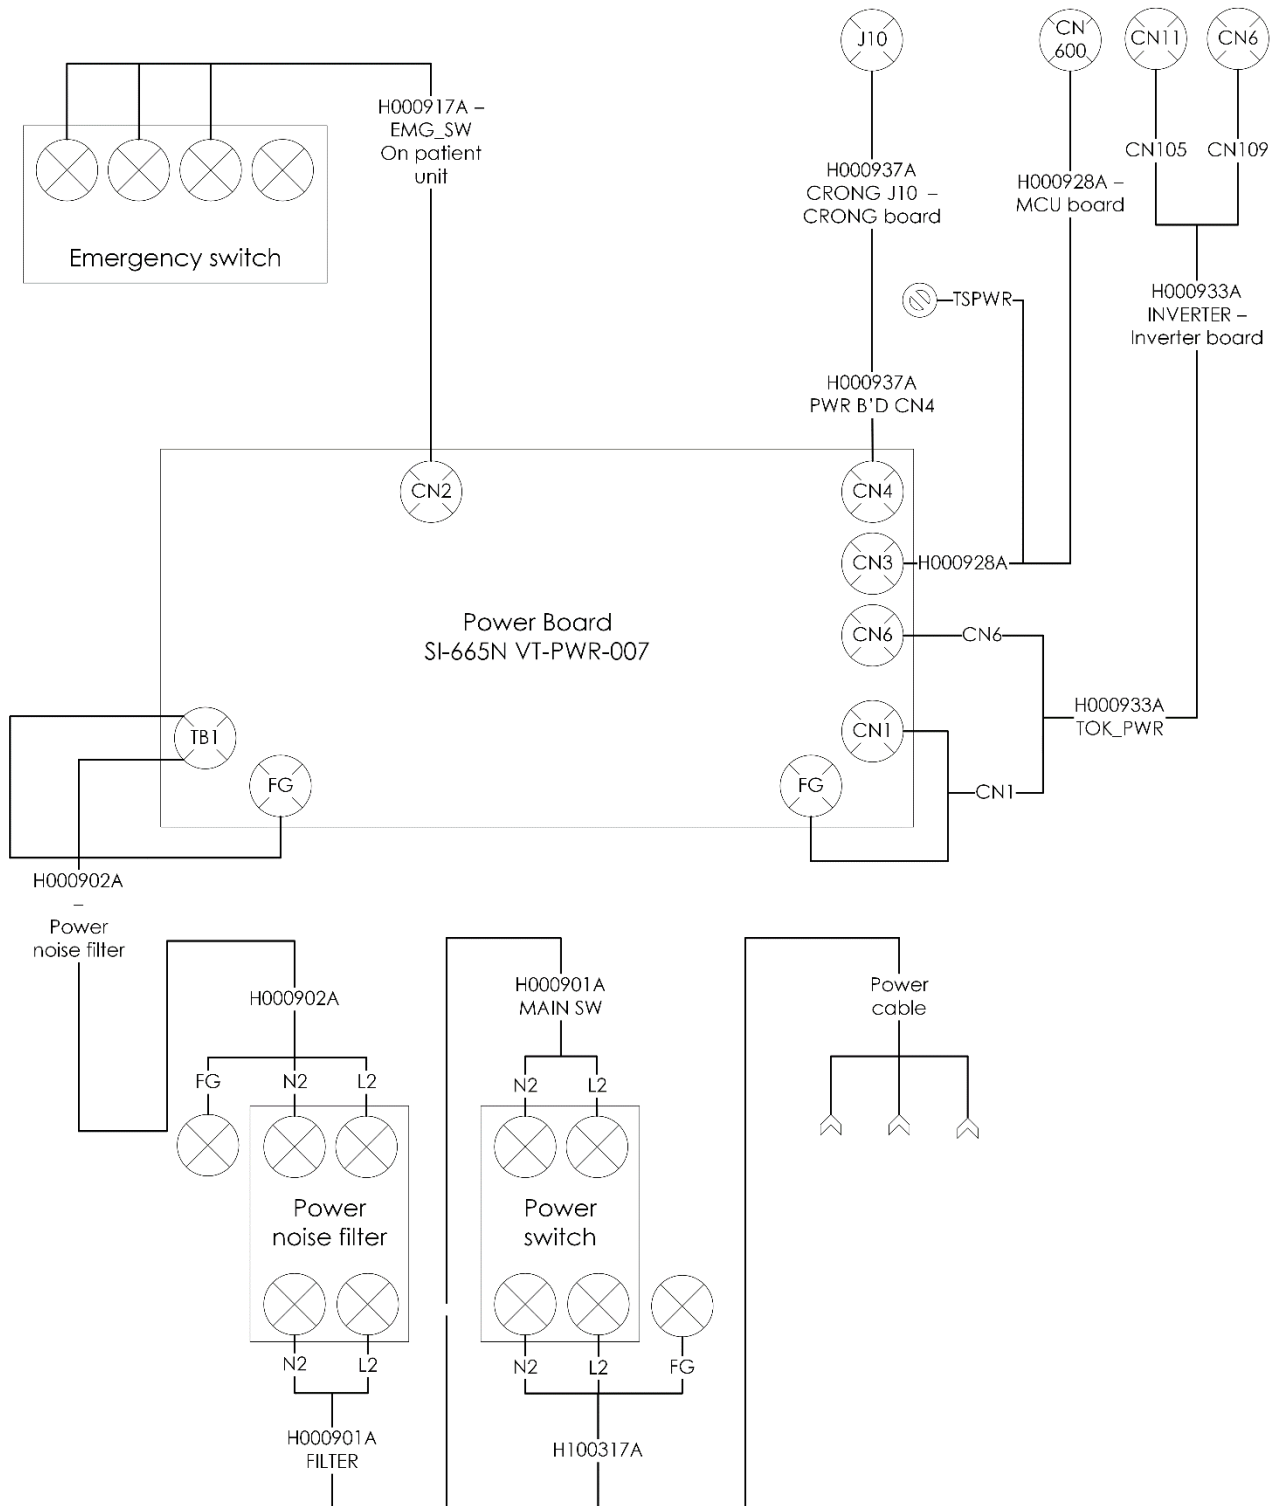 J10
CN
600
CN11
CN6
H000917A –
EMG_SW
On patient
unit
CN105
CN109
H000937A
CRONG J10 –
CRONG board
H000928A –
MCU board
Emergency switch
TSPWR
H000933A
INVERTER –
Inverter board
H000937A
PWR B'D CN4
CN2
CN4
CN3
H000928A
Power Board
SI-665N VT-PWR-007
CN6
CN6
H000933A
TOK_PWR
TB1
CN1
FG
FG
CN1
H000902A
–
Power
noise filter
H000902A
H000901A
MAIN SW
Power
cable
FG
N2
L2
N2
L2
Power
noise filter
Power
switch
N2
L2
N2
L2
FG
H000901A
FILTER
H100317A